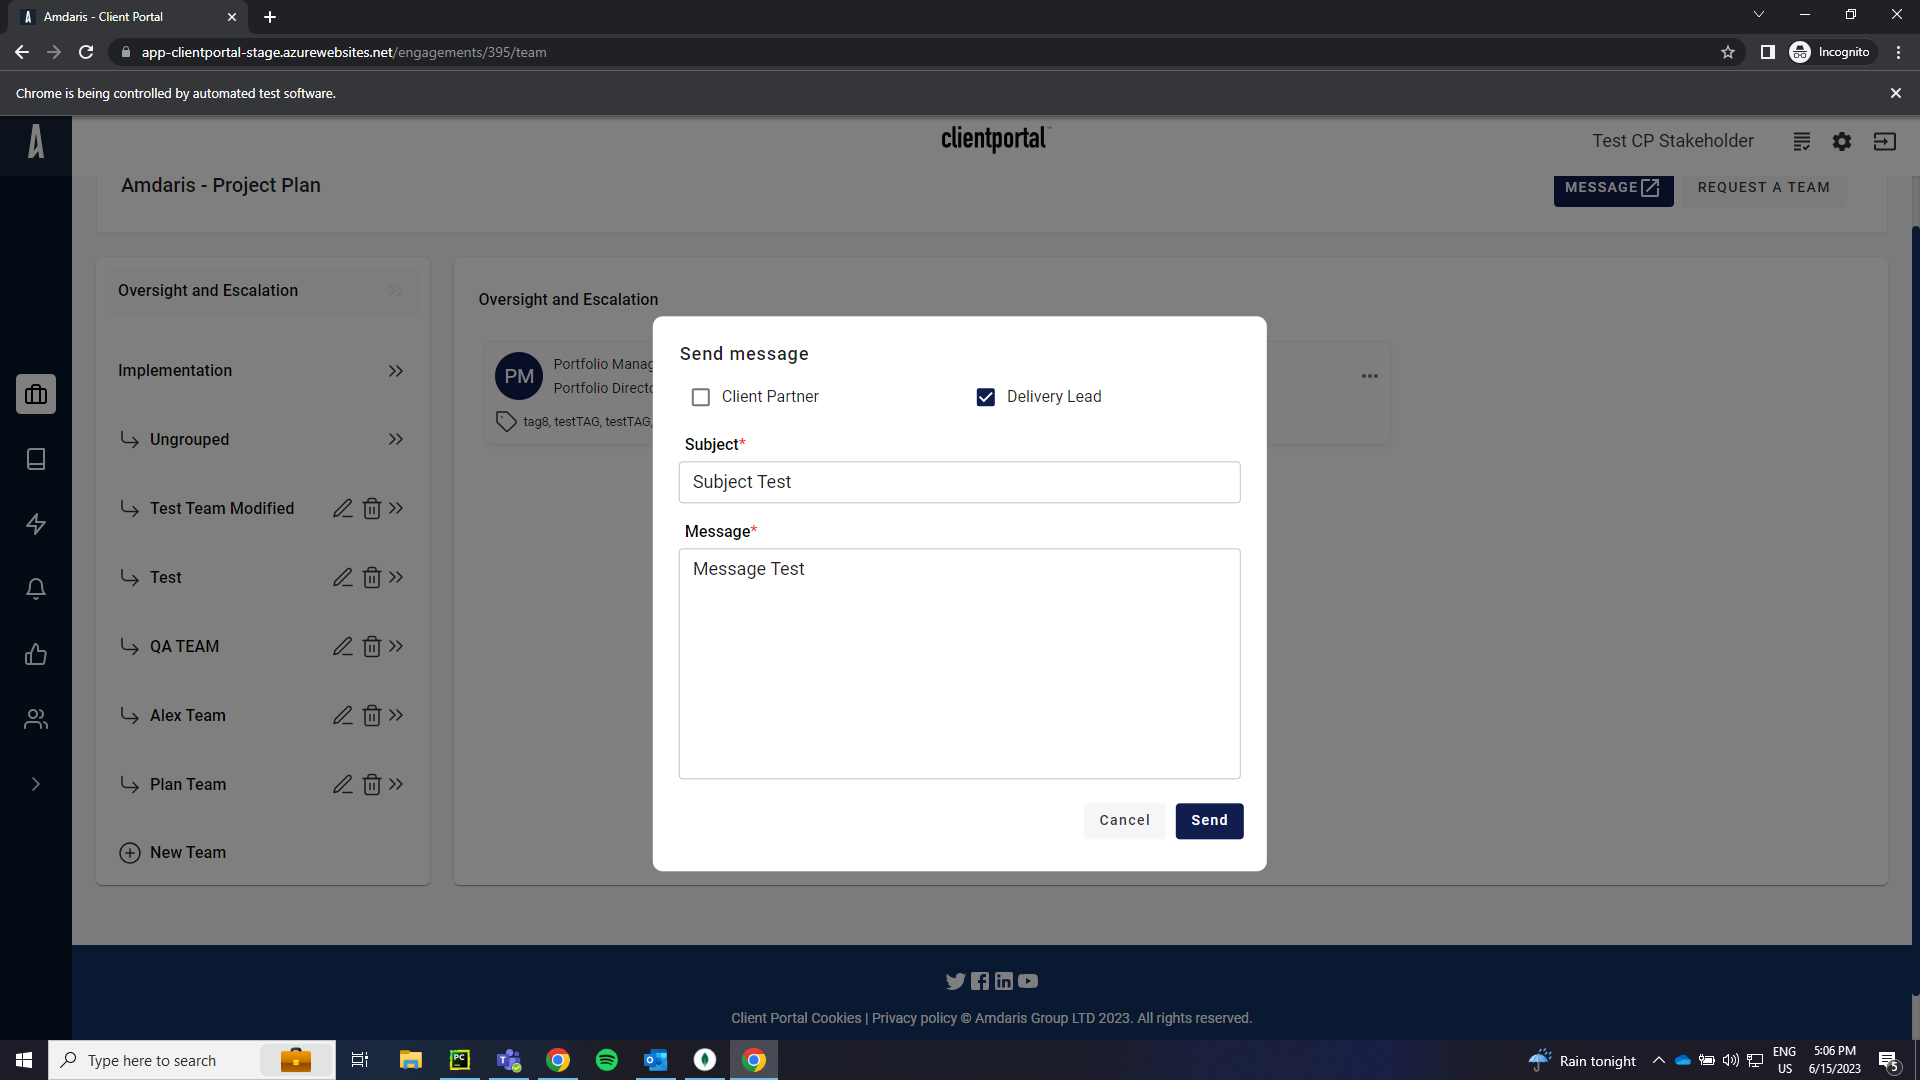 Amdaris - Client Portal
app-clientportal-stage.azurewebsites.net/engagements/395/team
Incognito
Chrome is being controlled by automated test software.
clientportal
Test CP Stakeholder
Amdaris - Project Plan
MESSAGE
REQUEST A TEAM
Oversight and Escalation
Implementation
Ungrouped
Test Team Modified
Test
QA TEAM
Alex Team
Plan Team
New Team
Oversight and Escalation
PM
Portfolio Manag
Portfolio Directo
tag8, testTAG, testTAG,
Send message
Client Partner
Delivery Lead
Subject*
Subject Test
Message*
Message Test
Cancel
Send
Client Portal Cookies | Privacy policy © Amdaris Group LTD 2023. All rights reserved.
Type here to search
PC
Rain tonight
ENG
US
5:06 PM
6/15/2023
5